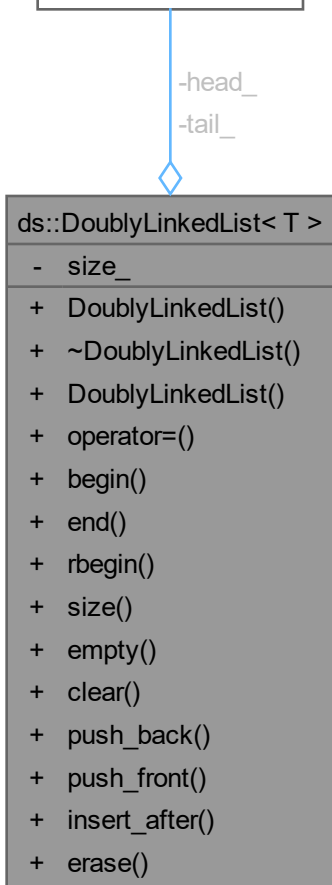 -head_
-tail_
ds::DoublyLinkedList< T >
- size_
+ DoublyLinkedList()
+ ~DoublyLinkedList()
+ DoublyLinkedList()
+ operator=()
+ begin()
+ end()
+ rbegin()
+ size()
+ empty()
+ clear()
+ push_back()
+ push_front()
+ insert_after()
+ erase()